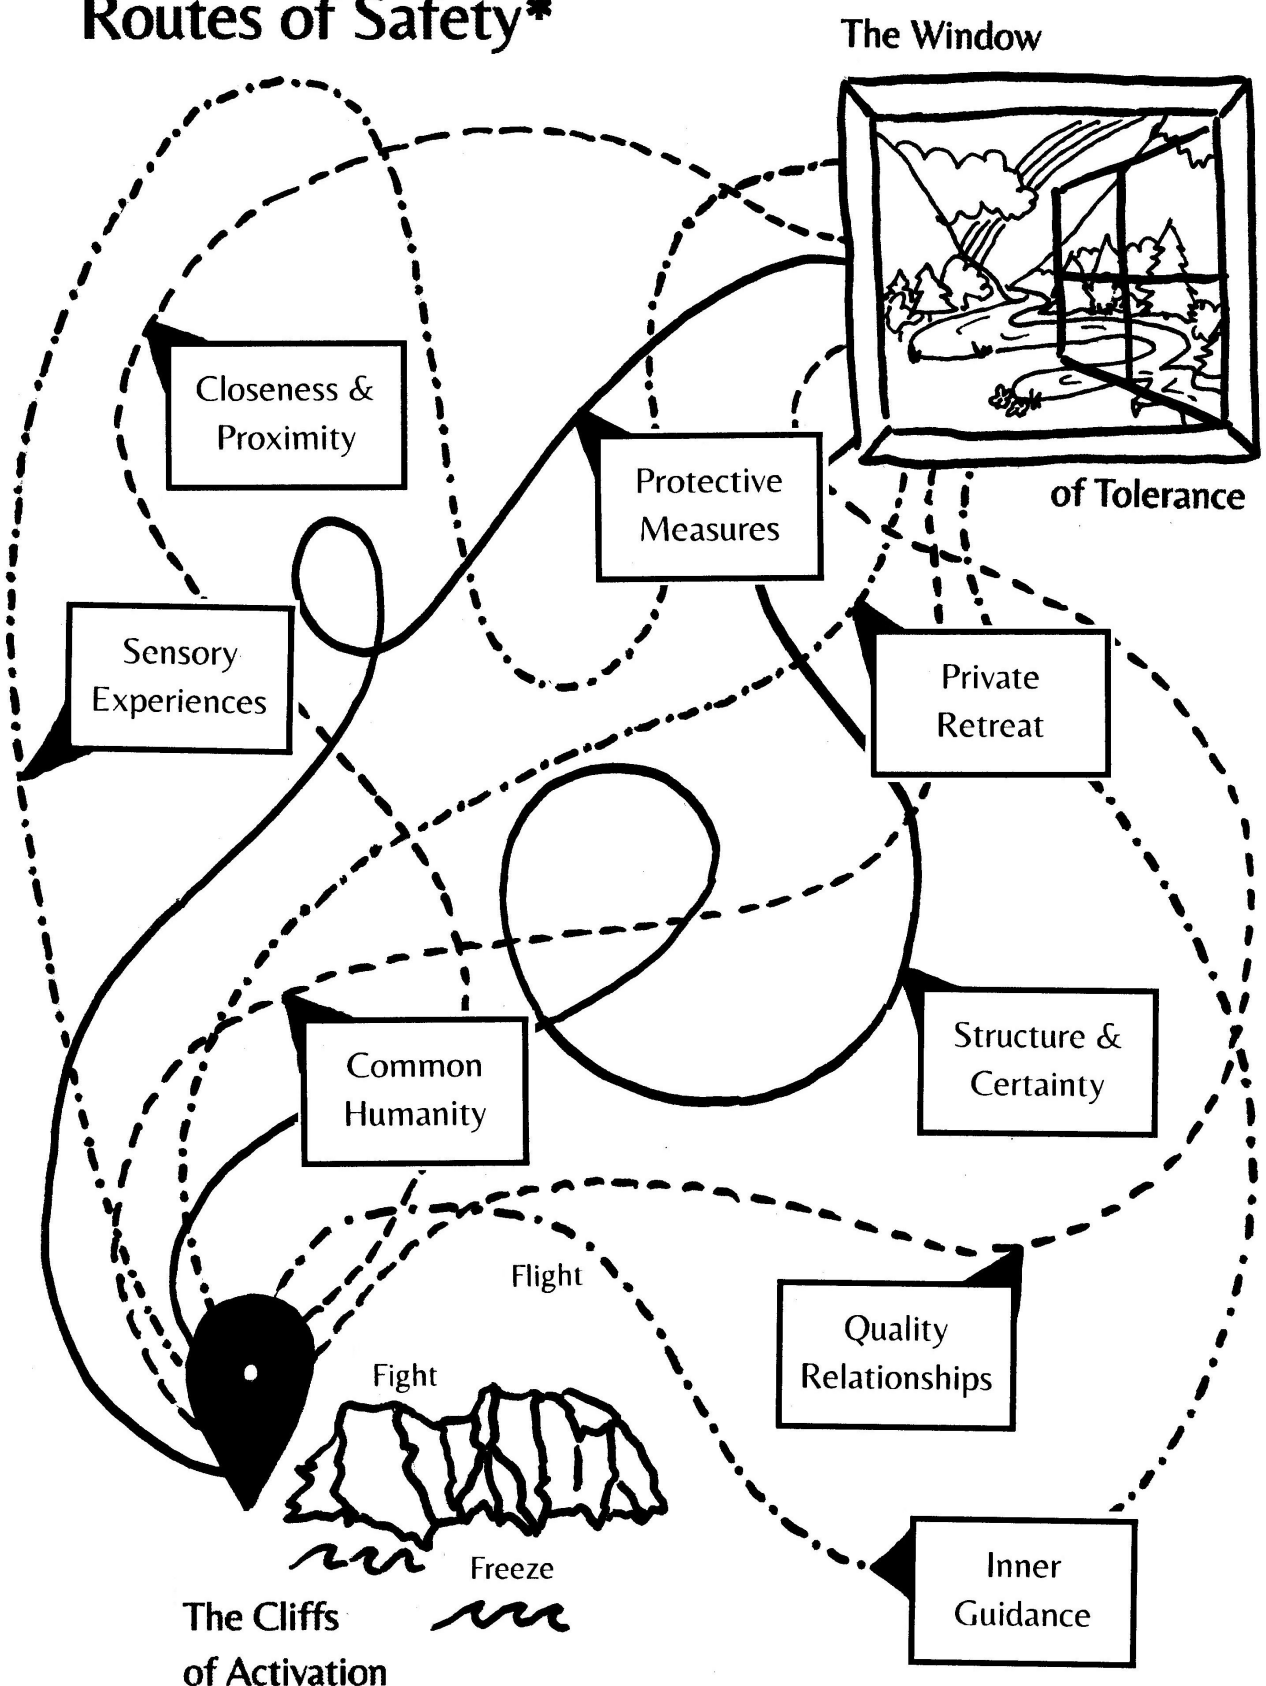 Routes of Safety*
The Window
of Tolerance
Closeness &
Proximity
Protective
Measures
Sensory
Experiences
Private
Retreat
Structure &
Certainty
Common
Humanity
Flight
Quality
Relationships
Fight
Freeze
Inner
Guidance
The Cliffs
of Activation